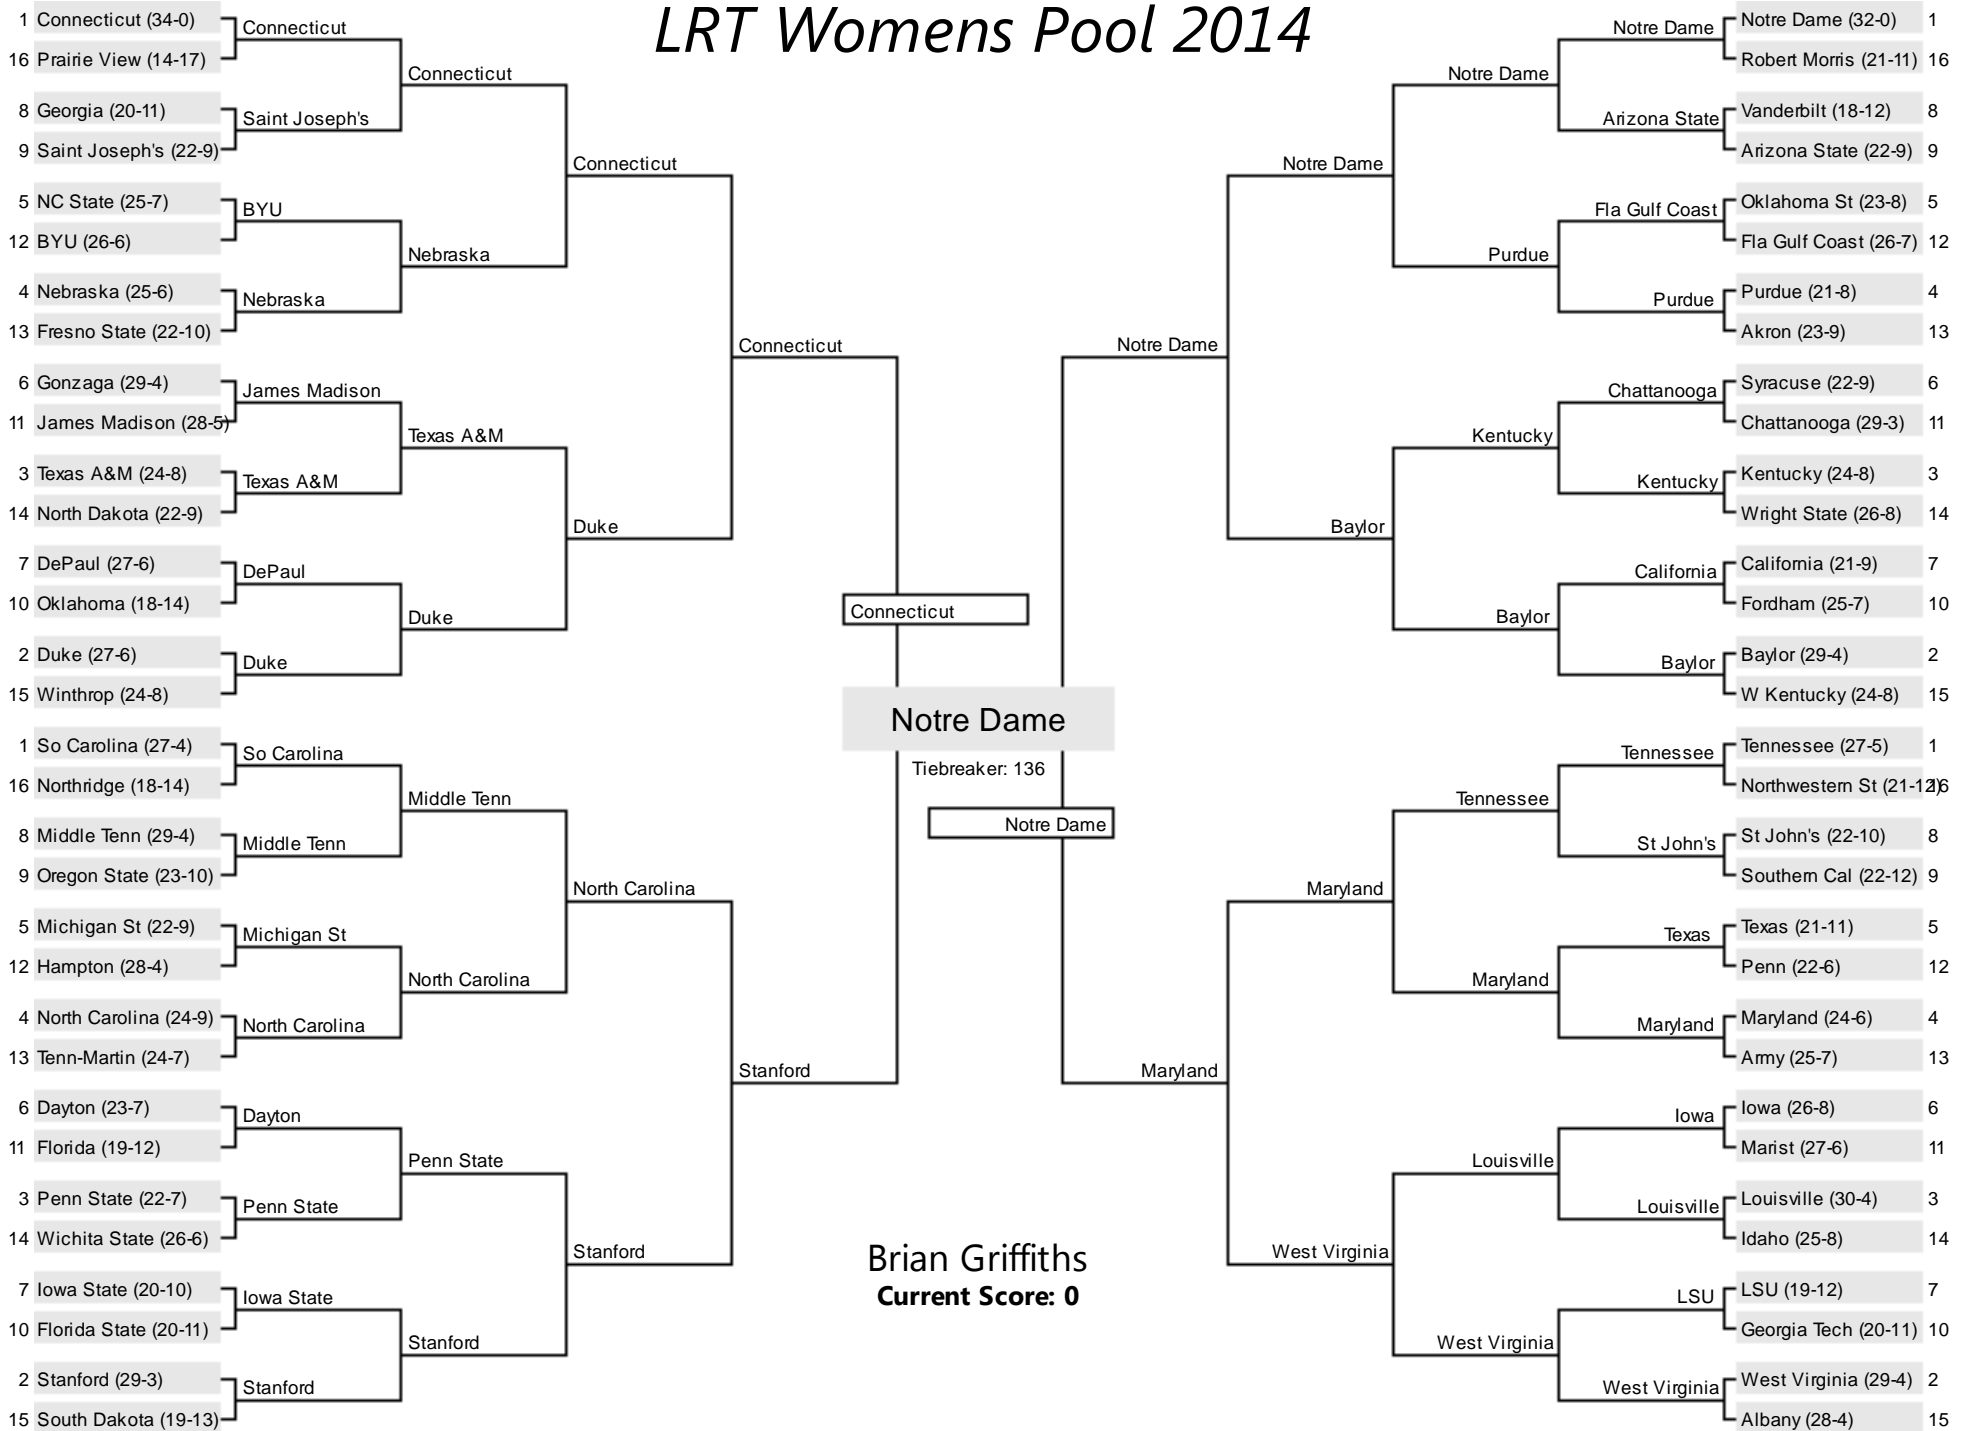 LRT Womens Pool 2014
1 Connecticut (34-0)
16 Prairie View (14-17)
8 Georgia (20-11)
9 Saint Joseph's (22-9)
5 NC State (25-7)
12 BYU (26-6)
4 Nebraska (25-6)
13 Fresno State (22-10)
6 Gonzaga (29-4)
11 James Madison (28-5)
3 Texas A&M (24-8)
14 North Dakota (22-9)
7 DePaul (27-6)
10 Oklahoma (18-14)
2 Duke (27-6)
15 Winthrop (24-8)
1 So Carolina (27-4)
16 Northridge (18-14)
8 Middle Tenn (29-4)
9 Oregon State (23-10)
5 Michigan St (22-9)
12 Hampton (28-4)
4 North Carolina (24-9)
13 Tenn-Martin (24-7)
6 Dayton (23-7)
11 Florida (19-12)
3 Penn State (22-7)
14 Wichita State (26-6)
7 Iowa State (20-10)
10 Florida State (20-11)
2 Stanford (29-3)
15 South Dakota (19-13)
Connecticut
Saint Joseph's
BYU
Nebraska
James Madison
Texas A&M
DePaul
Duke
So Carolina
Middle Tenn
Michigan St
North Carolina
Dayton
Penn State
Iowa State
Stanford
Connecticut
Nebraska
Texas A&M
Duke
Middle Tenn
North Carolina
Penn State
Stanford
Connecticut
Duke
North Carolina
Stanford
Connecticut
Stanford
Connecticut
Notre Dame
Tiebreaker: 136
Notre Dame
Brian Griffiths
Current Score: 0
Notre Dame
Maryland
Notre Dame
Baylor
Maryland
West Virginia
Notre Dame
Purdue
Kentucky
Baylor
Tennessee
Maryland
Louisville
West Virginia
Notre Dame
Arizona State
Fla Gulf Coast
Purdue
Chattanooga
Kentucky
California
Baylor
Tennessee
St John's
Texas
Maryland
Iowa
Louisville
LSU
West Virginia
Notre Dame (32-0) 1
Robert Morris (21-11) 16
Vanderbilt (18-12) 8
Arizona State (22-9) 9
Oklahoma St (23-8) 5
Fla Gulf Coast (26-7) 12
Purdue (21-8) 4
Akron (23-9) 13
Syracuse (22-9) 6
Chattanooga (29-3) 11
Kentucky (24-8) 3
Wright State (26-8) 14
California (21-9) 7
Fordham (25-7) 10
Baylor (29-4) 2
W Kentucky (24-8) 15
Tennessee (27-5) 1
Northwestern St (21-12) 16
St John's (22-10) 8
Southern Cal (22-12) 9
Texas (21-11) 5
Penn (22-6) 12
Maryland (24-6) 4
Army (25-7) 13
Iowa (26-8) 6
Marist (27-6) 11
Louisville (30-4) 3
Idaho (25-8) 14
LSU (19-12) 7
Georgia Tech (20-11) 10
West Virginia (29-4) 2
Albany (28-4) 15